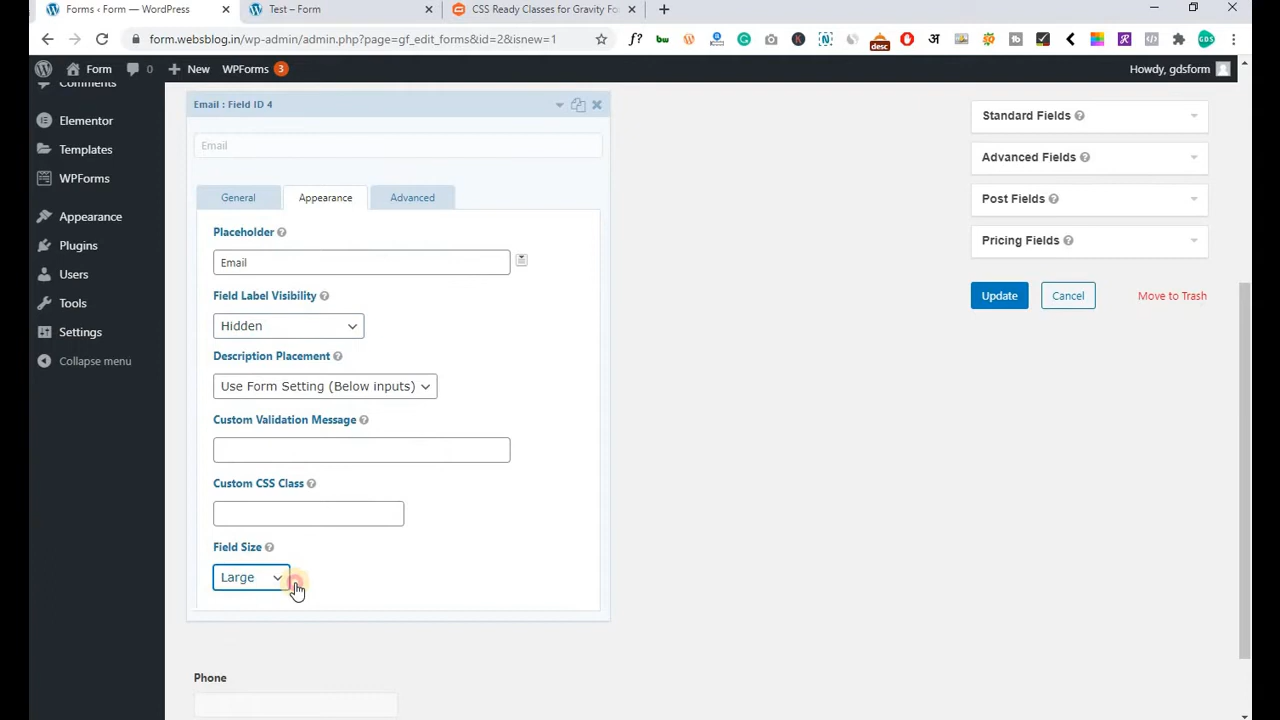 Forms ‹ Form — WordPress
Test – Form
CSS Ready Classes for Gravity Fo
form.websblog.in/wp-admin/admin.php?page=gf_edit_forms&id=2&isnew=1
f?
bw
desc
अ
GDS
Form
0
New
WPForms 3
Howdy, gdsform
Comments
Elementor
Templates
WPForms
Appearance
Plugins
Users
Tools
Settings
Collapse menu
Email : Field ID 4
Email
General
Appearance
Advanced
Placeholder
Email
Field Label Visibility
Hidden
Description Placement
Use Form Setting (Below inputs)
Custom Validation Message
Custom CSS Class
Field Size
Large
Phone
Standard Fields
Advanced Fields
Post Fields
Pricing Fields
Update
Cancel
Move to Trash